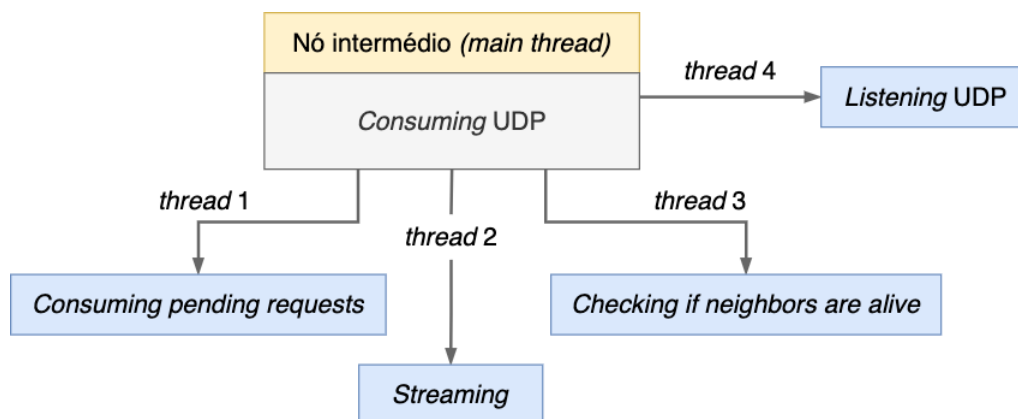 Nó intermédio (main thread)
thread 4
Listening UDP
Consuming UDP
thread 1
thread 2
thread 3
Consuming pending requests
Checking if neighbors are alive
Streaming